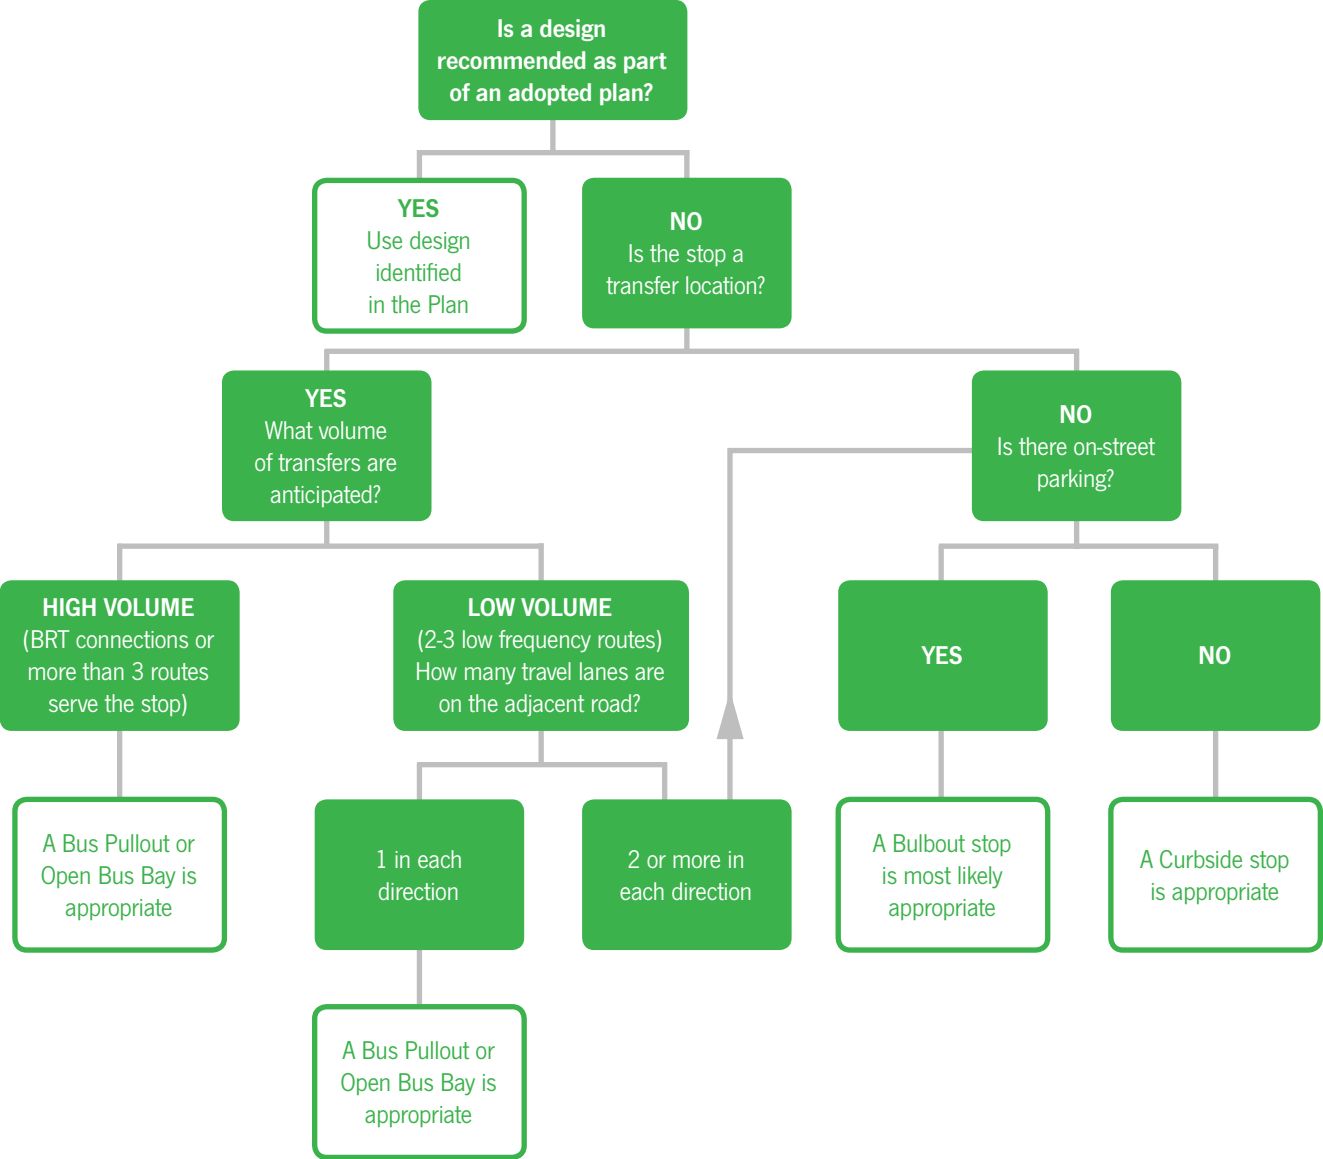 Is a design
recommended as part
of an adopted plan?
YES
Use design
identified
in the Plan
NO
Is the stop a
transfer location?
YES
What volume
of transfers are
anticipated?
NO
Is there on-street
parking?
HIGH VOLUME
(BRT connections or
more than 3 routes
serve the stop)
LOW VOLUME
(2-3 low frequency routes)
How many travel lanes are
on the adjacent road?
YES
NO
A Bus Pullout or
Open Bus Bay is
appropriate
1 in each
direction
2 or more in
each direction
A Bulbout stop
is most likely
appropriate
A Curbside stop
is appropriate
A Bus Pullout or
Open Bus Bay is
appropriate